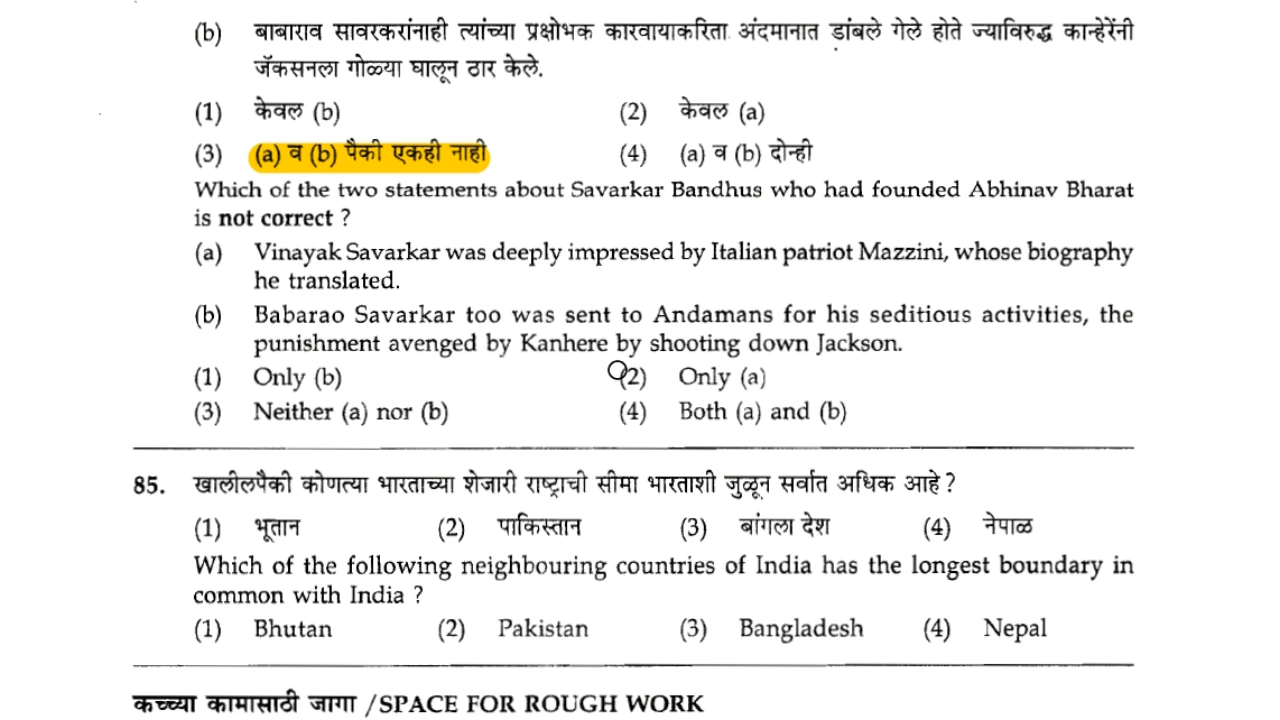 (b) बाबाराव सावरकरांनाही त्यांच्या प्रक्षोभक कारवायाकरिता अंदमानात डांबले गेले होते ज्याविरुद्ध कान्हेरेंनी
जॅकसनला गोळ्या घालून ठार केले.
(1) केवल (b) (2) केवल (a)
(3) (a) व (b) पैकी एकही नाही (4) (a) व (b) दोन्ही
Which of the two statements about Savarkar Bandhus who had founded Abhinav Bharat
is not correct ?
(a) Vinayak Savarkar was deeply impressed by Italian patriot Mazzini, whose biography
he translated.
(b) Babarao Savarkar too was sent to Andamans for his seditious activities, the
punishment avenged by Kanhere by shooting down Jackson.
(1) Only (b) (2) Only (a)
(3) Neither (a) nor (b) (4) Both (a) and (b)
85. खालीलपैकी कोणत्या भारताच्या शेजारी राष्ट्राची सीमा भारताशी जुळून सर्वात अधिक आहे ?
(1) भूतान (2) पाकिस्तान (3) बांगला देश (4) नेपाळ
Which of the following neighbouring countries of India has the longest boundary in
common with India ?
(1) Bhutan (2) Pakistan (3) Bangladesh (4) Nepal
कच्च्या कामासाठी जागा / SPACE FOR ROUGH WORK